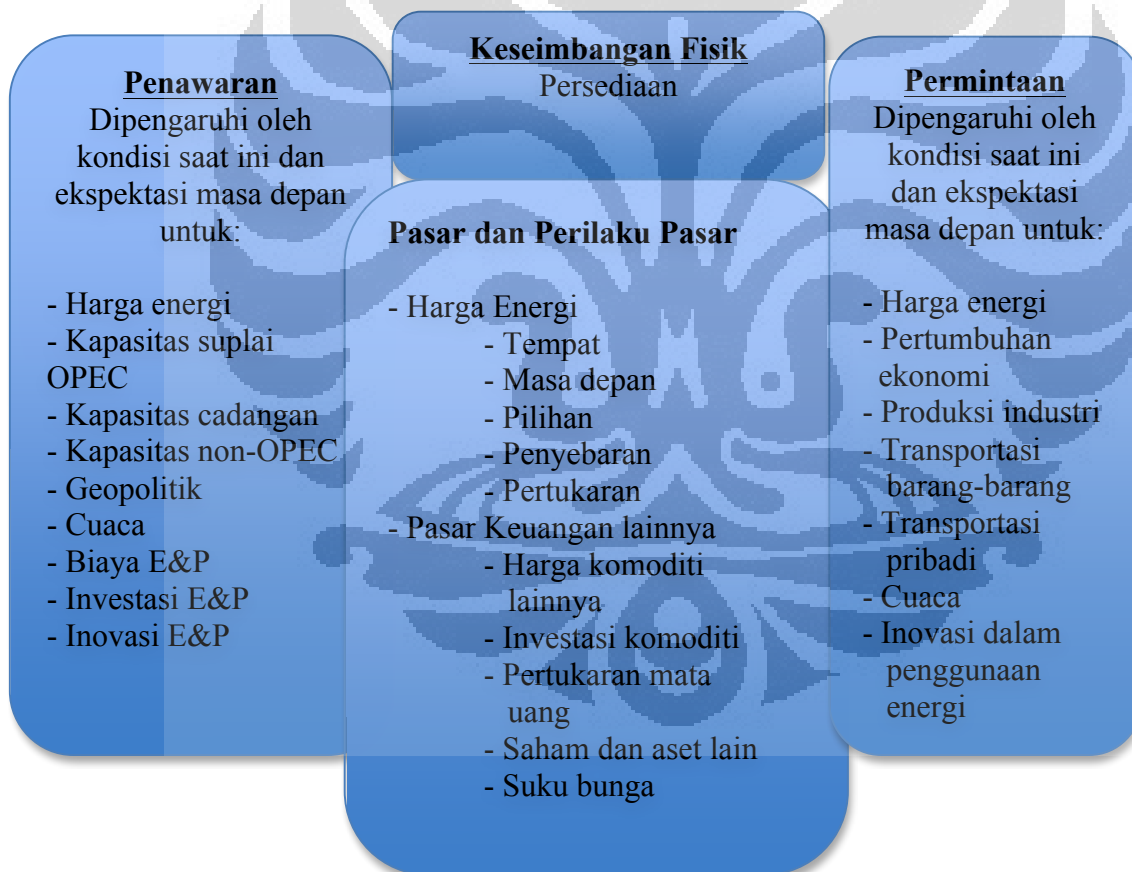 Penawaran
Dipengaruhi oleh
kondisi saat ini dan
ekspektasi masa depan
untuk:
- Harga energi
- Kapasitas suplai
OPEC
- Kapasitas cadangan
- Kapasitas non-OPEC
- Geopolitik
- Cuaca
- Biaya E&P
- Investasi E&P
- Inovasi E&P
Keseimbangan Fisik
Persediaan
Pasar dan Perilaku Pasar
- Harga Energi
- Tempat
- Masa depan
- Pilihan
- Penyebaran
- Pertukaran
- Pasar Keuangan lainnya
- Harga komoditi
lainnya
- Investasi komoditi
- Pertukaran mata
uang
- Saham dan aset lain
- Suku bunga
Permintaan
Dipengaruhi oleh
kondisi saat ini
dan ekspektasi
masa depan untuk:
- Harga energi
- Pertumbuhan
ekonomi
- Produksi industri
- Transportasi
barang-barang
- Transportasi
pribadi
- Cuaca
- Inovasi dalam
penggunaan
energi